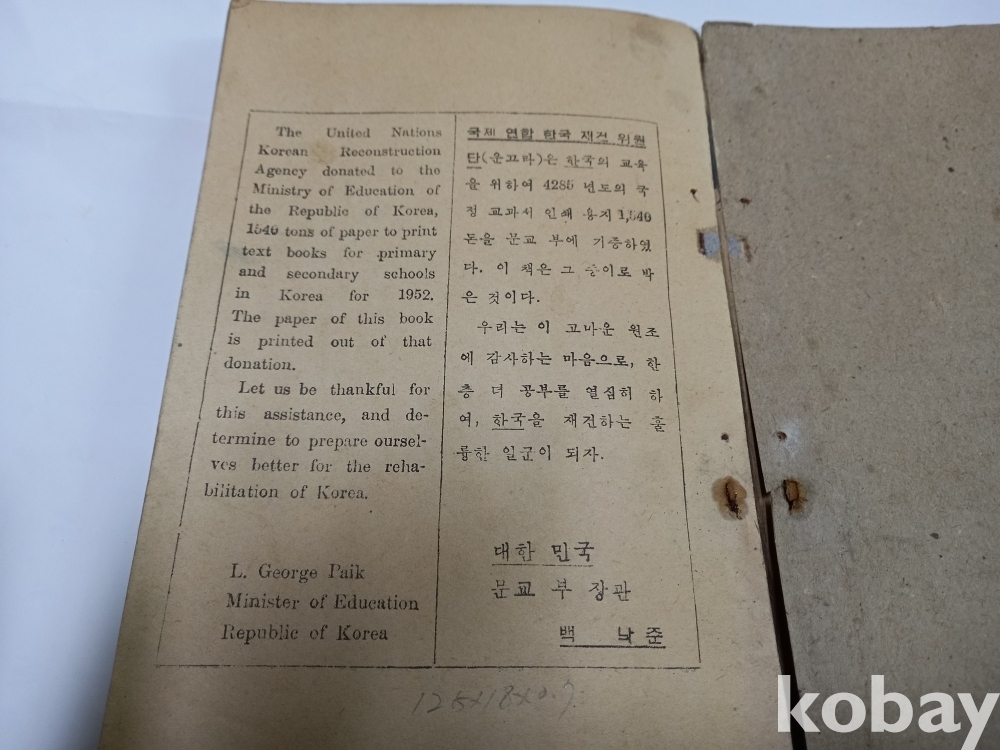 The United Nations
Korean Reconstruction
Agency donated to the
Ministry of Education of
the Republic of Korea,
1540 tons of paper to print
text books for primary
and secondary schools
in Korea for 1952.
The paper of this book
is printed out of that
donation.
Let us be thankful for
this assistance, and de-
termine to prepare oursel-
ves better for the reha-
bilitation of Korea.
L. George Paik
Minister of Education
Republic of Korea
국제 연합 한국 재건 위원
단(운끄라)은 한국의 교육
을 위하여 4285 년도의 국
정 교과서 인쇄 용지 1,540
톤을 문교 부에 기증하였
다. 이 책은 그 종이로 박
은 것이다.
우리는 이 고마운 원조
에 감사하는 마음으로, 한
층 더 공부를 열심히 하
여, 한국을 재건하는 훌
륭한 일군이 되자.
대한 민국
문교 부 장관
백 낙준
kobay